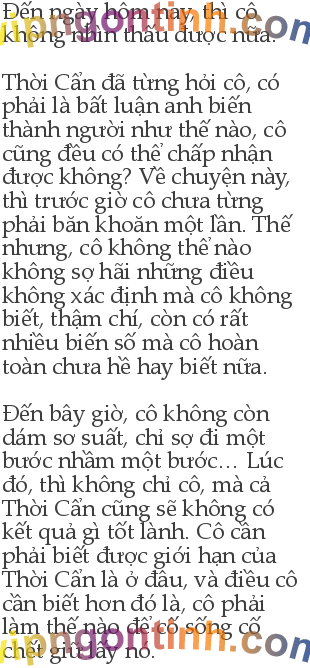 Đến ngày hôm nay, thì cô
không nhìn thấu được nữa.
vipngontinh.com
Thời Cẩn đã từng hỏi cô, có
phải là bất luận anh biến
thành người như thế nào, cô
cũng đều có thể chấp nhận
được không? Về chuyện này,
thì trước giờ cô chưa từng
phải băn khoăn một lần. Thế
nhưng, cô không thể nào
không sợ hãi những điều
không xác định mà cô không
biết, thậm chí, còn có rất
nhiều biến số mà cô hoàn
toàn chưa hề hay biết nữa.
Đến bây giờ, cô không còn
dám sơ suất, chỉ sợ đi một
bước nhầm một bước... Lúc
đó, thì không chỉ cô, mà cả
Thời Cẩn cũng sẽ không có
kết quả gì tốt lành. Cô cần
phải biết được giới hạn của
Thời Cẩn là ở đâu, và điều cô
cần biết hơn đó là, cô phải
làm thế nào để cố sống cố
chết giữ lấy nó.
vipngontinh.com